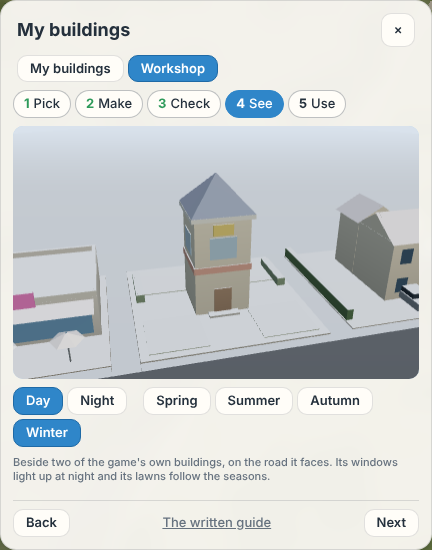 My buildings
×
My buildings Workshop
1 Pick 2 Make 3 Check 4 See 5 Use
Day Night Spring Summer Autumn
Winter
Beside two of the game's own buildings, on the road it faces. Its windows
light up at night and its lawns follow the seasons.
Back The written guide Next